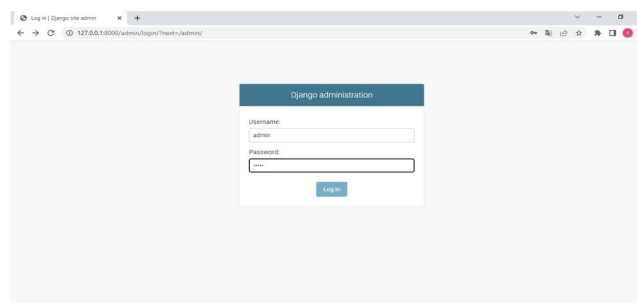 Log in | Django site admin
127.0.0.1:8000/admin/login/?next=/admin/
Django administration
Username:
admin
Password:
•••••
Log in